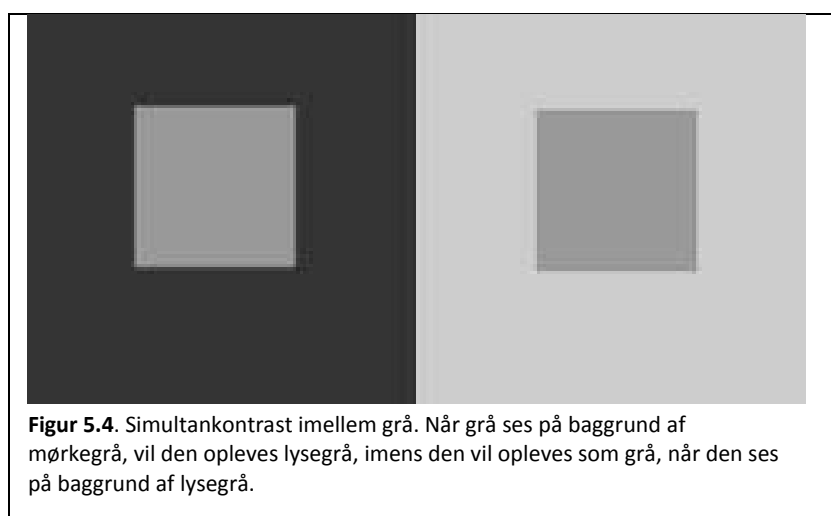 Figur 5.4. Simultankontrast imellem grå. Når grå ses på baggrund af
mørkegrå, vil den opleves lysegrå, imens den vil opleves som grå, når den ses
på baggrund af lysegrå.